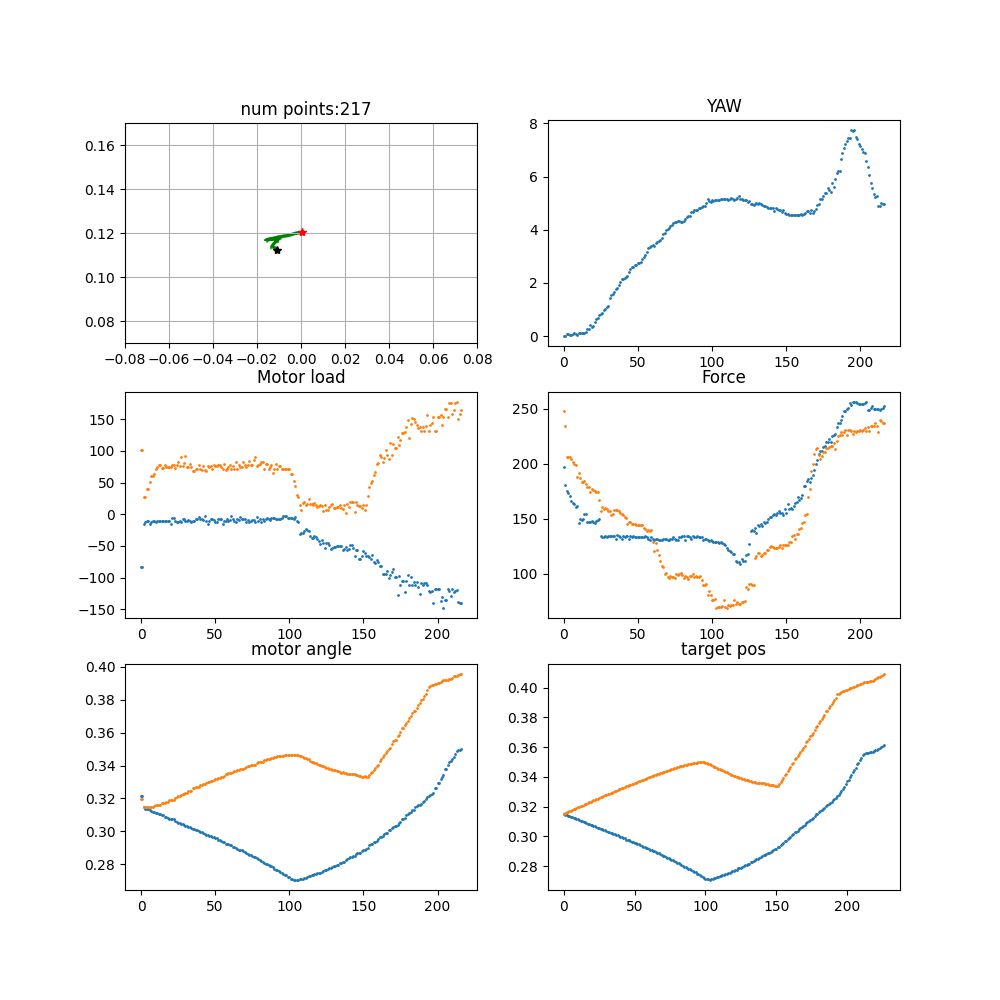 num points:217
0.16
0.14
0.12
0.10
0.08
−0.08 −0.06 −0.04 −0.02 0.00 0.02 0.04 0.06 0.08
YAW
8
6
4
2
0
0 50 100 150 200
Motor load
150
100
50
0
−50
−100
−150
0 50 100 150 200
Force
250
200
150
100
0 50 100 150 200
motor angle
0.40
0.38
0.36
0.34
0.32
0.30
0.28
0 50 100 150 200
target pos
0.40
0.38
0.36
0.34
0.32
0.30
0.28
0 50 100 150 200